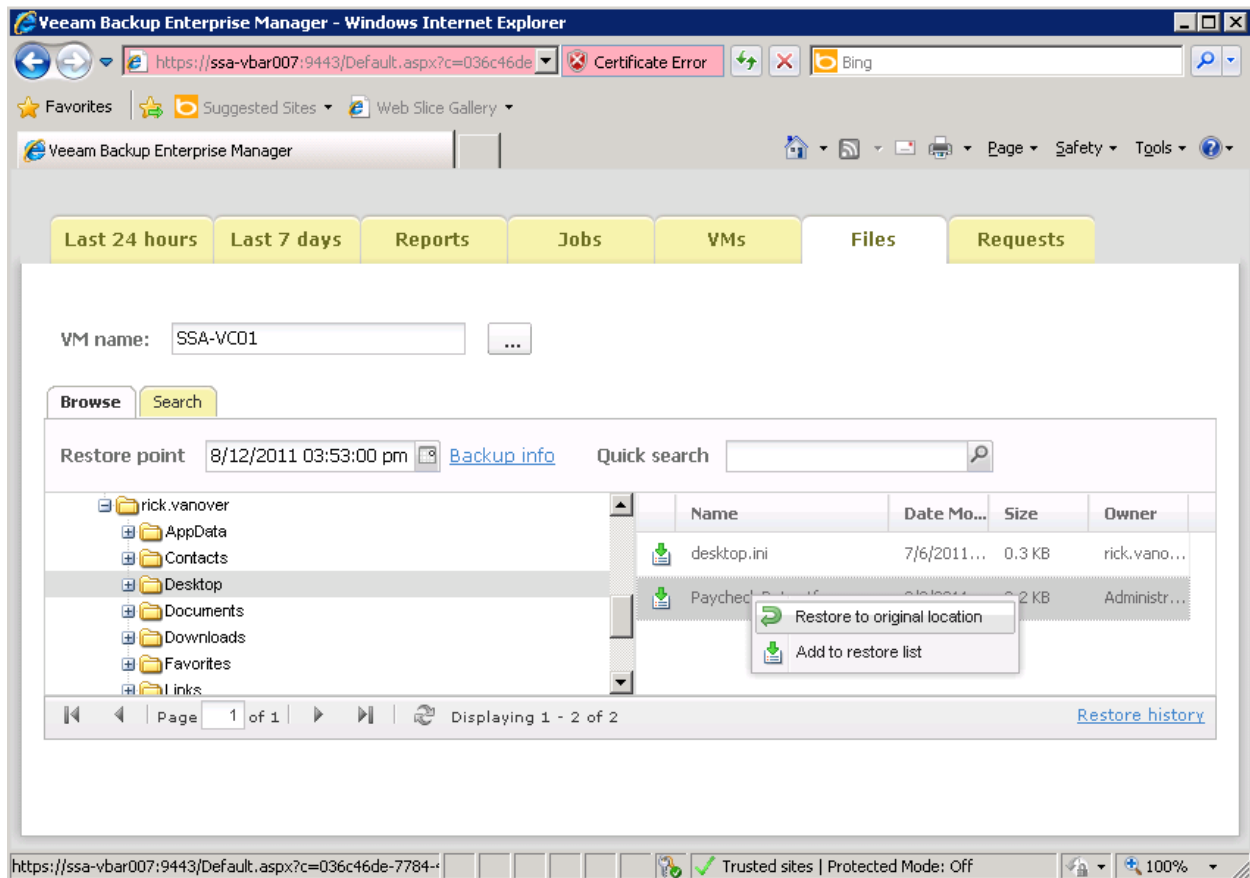 Veeam Backup Enterprise Manager - Windows Internet Explorer
https://ssa-vbar007:9443/Default.aspx?c=036c46de Certificate Error Bing
Favorites Suggested Sites Web Slice Gallery
Veeam Backup Enterprise Manager Page Safety Tools
Last 24 hours Last 7 days Reports Jobs VMs Files Requests
VM name: SSA-VC01 ...
Browse Search
Restore point 8/12/2011 03:53:00 pm Backup info Quick search
rick.vanover
AppData
Contacts
Desktop
Documents
Downloads
Favorites
Links
Name Date Mo... Size Owner
desktop.ini 7/6/2011... 0.3 KB rick.vano...
Administr...
Restore to original location
Add to restore list
Page 1 of 1 Displaying 1 - 2 of 2 Restore history
https://ssa-vbar007:9443/Default.aspx?c=036c46de-7784- Trusted sites | Protected Mode: Off 100%